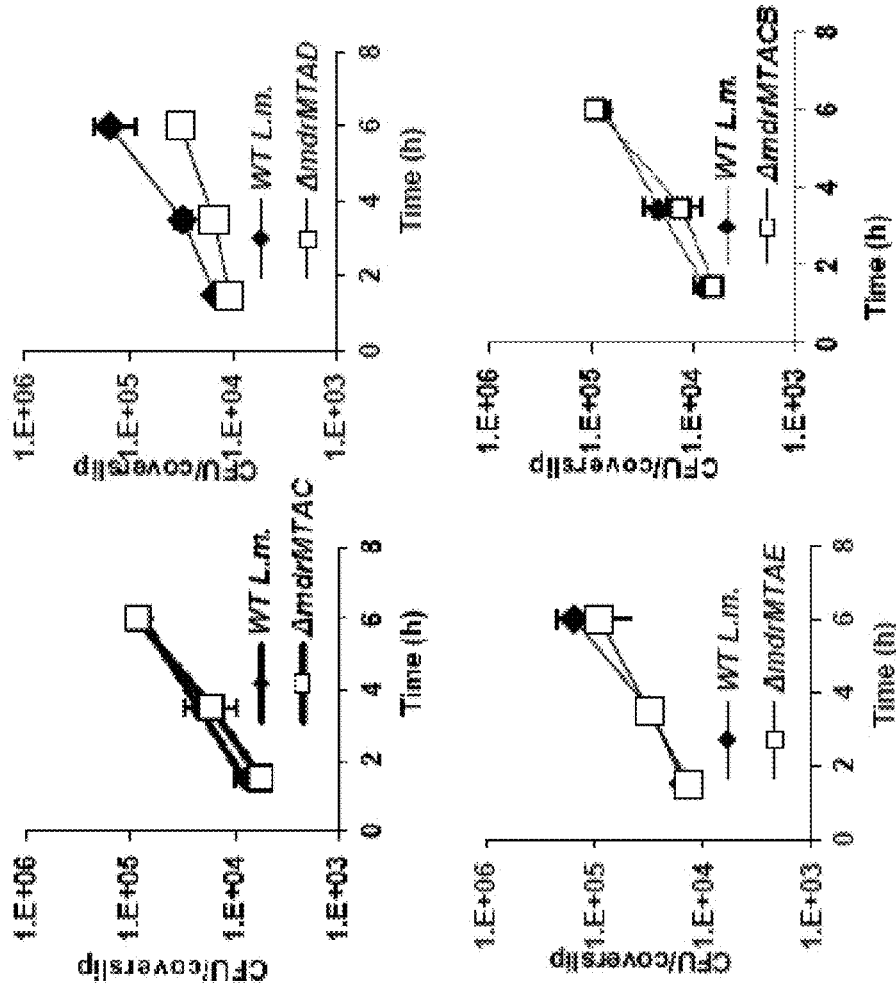 1.E+06
1.E+05
1.E+04
1.E+03
CFU/coverslip
0 2 4 6 8
Time (h)
WT L.m.
ΔmdrMTAC
1.E+06
1.E+05
1.E+04
1.E+03
CFU/coverslip
0 2 4 6 8
Time (h)
WT L.m.
ΔmdrMTAD
1.E+06
1.E+05
1.E+04
1.E+03
CFU/coverslip
0 2 4 6 8
Time (h)
WT L.m.
ΔmdrMTAE
1.E+06
1.E+05
1.E+04
1.E+03
CFU/coverslip
0 2 4 6 8
Time (h)
WT L.m.
ΔmdrMTACB